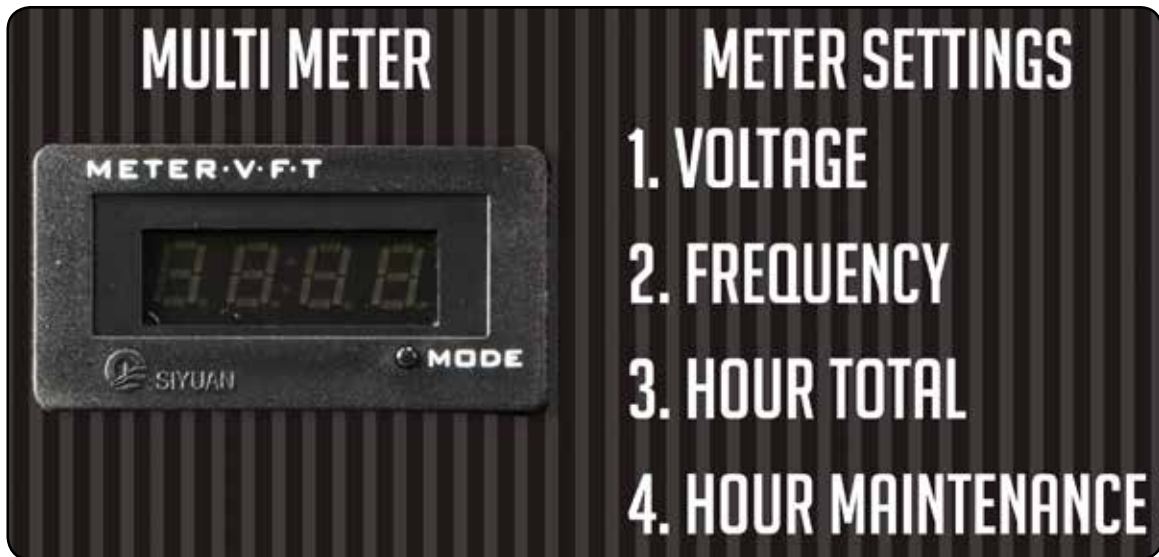 MULTI METER
METER·V·F·T
MODE
SIYUAN
METER SETTINGS
1. VOLTAGE
2. FREQUENCY
3. HOUR TOTAL
4. HOUR MAINTENANCE